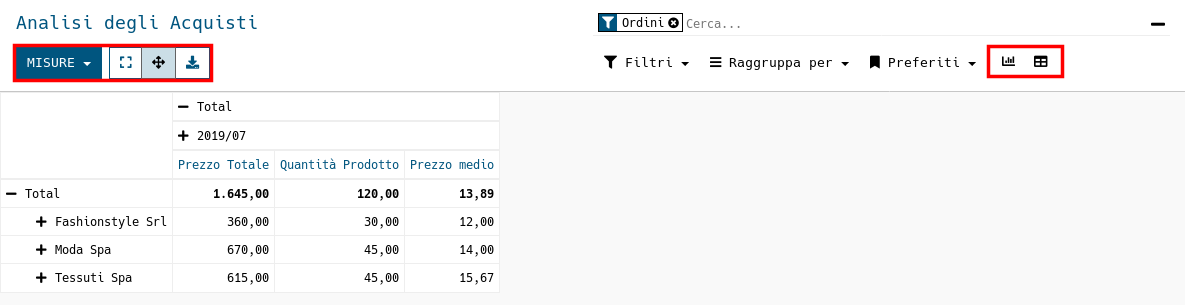 Analisi degli Acquisti
Ordini Cerca...
MISURE
Filtri Raggruppa per Preferiti
Total
2019/07
Prezzo Totale Quantità Prodotto Prezzo medio
Total 1.645,00 120,00 13,89
Fashionstyle Srl 360,00 30,00 12,00
Moda Spa 670,00 45,00 14,00
Tessuti Spa 615,00 45,00 15,67